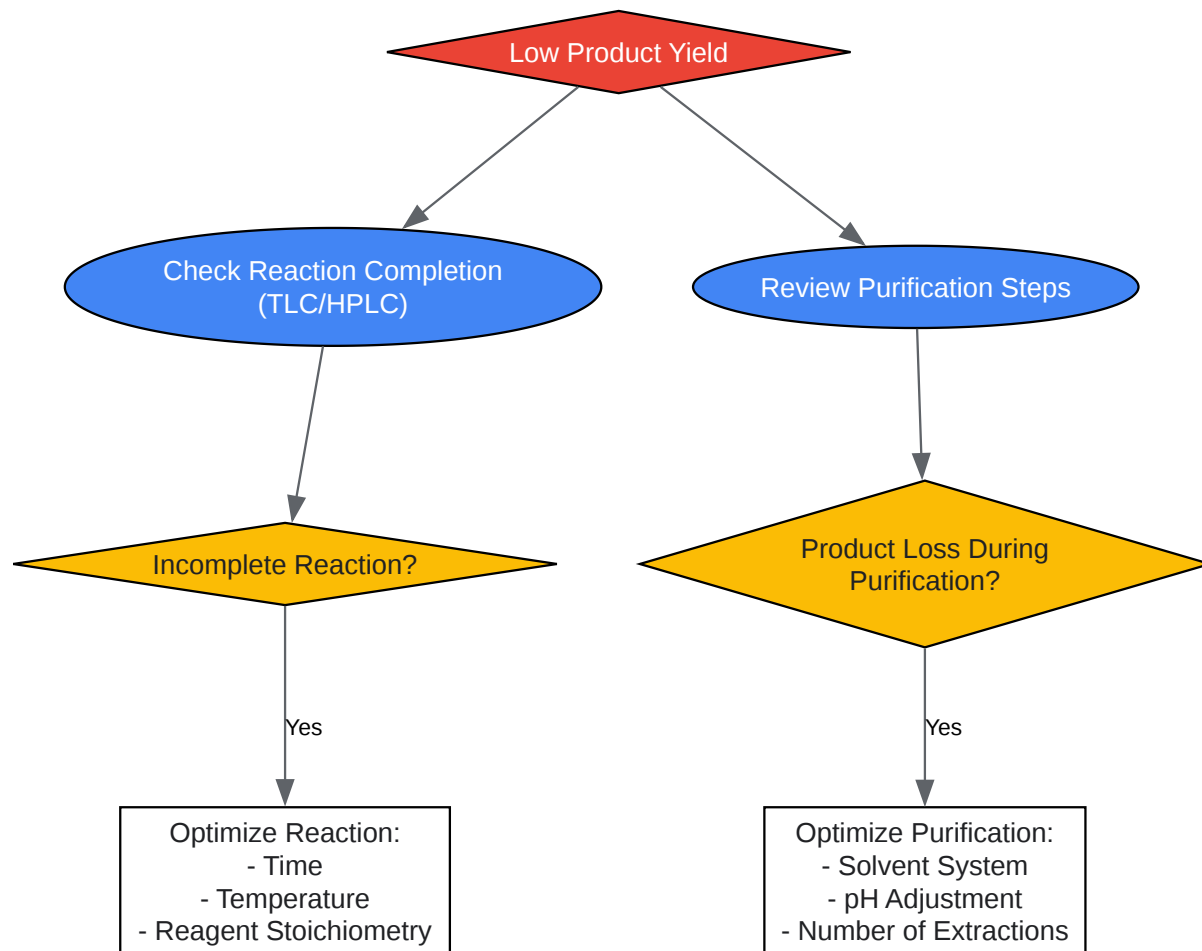 Low Product Yield
Check Reaction Completion
(TLC/HPLC)
Review Purification Steps
Incomplete Reaction?
Product Loss During
Purification?
Yes
Yes
Optimize Reaction:
- Time
- Temperature
- Reagent Stoichiometry
Optimize Purification:
- Solvent System
- pH Adjustment
- Number of Extractions